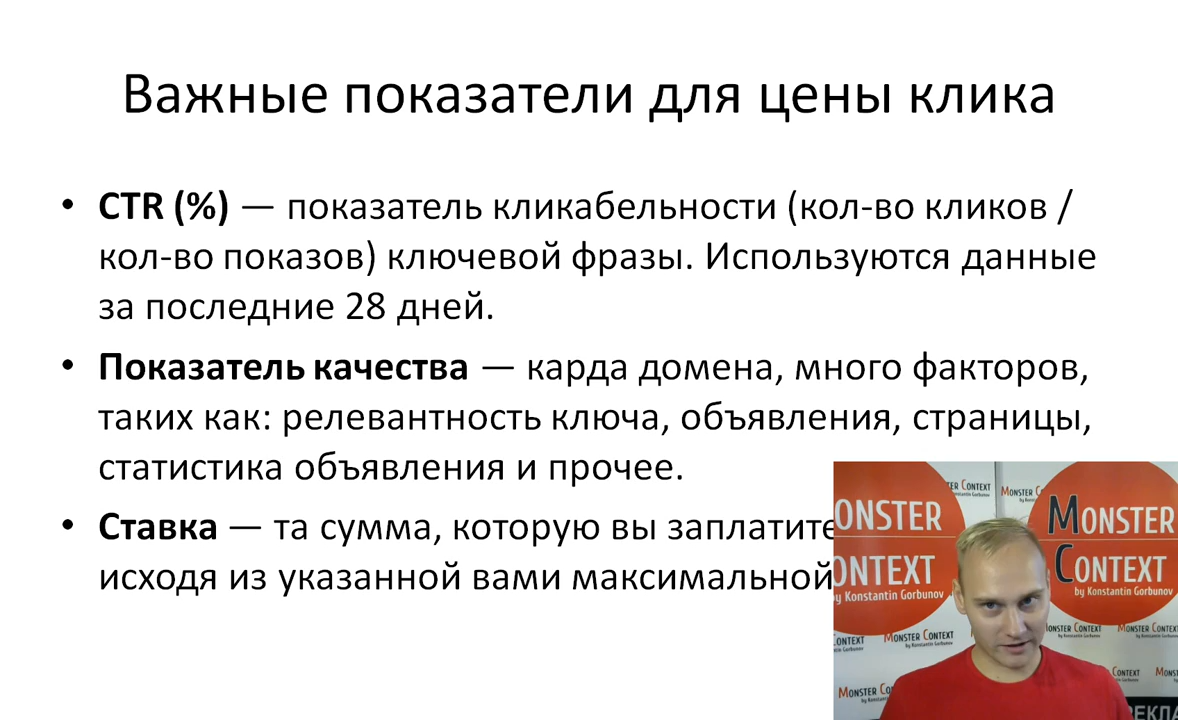 Важные показатели для цены клика
• CTR (%) — показатель кликабельности (кол-во кликов /
кол-во показов) ключевой фразы. Используются данные
за последние 28 дней.
• Показатель качества — карда домена, много факторов,
таких как: релевантность ключа, объявления, страницы,
статистика объявления и прочее.
• Ставка — та сумма, которую вы заплатите
исходя из указанной вами максимальной
MONSTER
CONTEXT
by Konstantin Gorbunov
MONSTER CONTEXT
by Konstantin Gorbunov